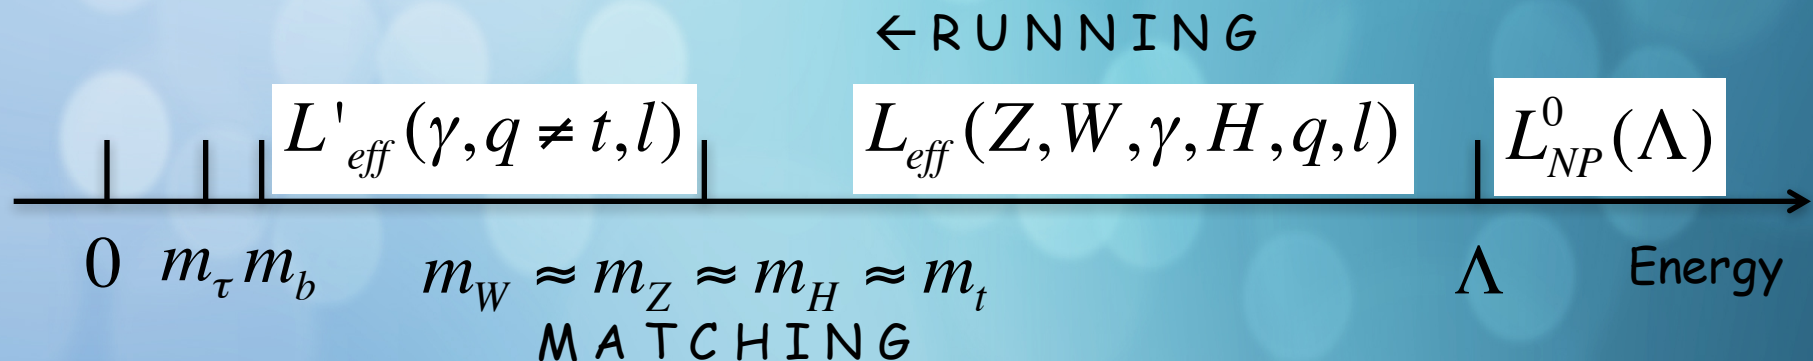 ←RUNNING
L'eff(γ,q ≠ t,l) Leff(Z,W,γ,H,q,l) L⁰NP(Λ)
0 mτ mb mW ≈ mZ ≈ mH ≈ mt Λ Energy
MATCHING